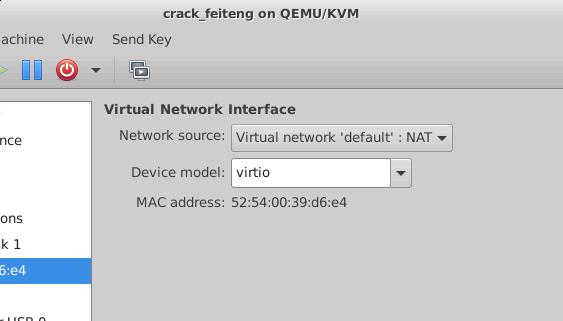 crack_feiteng on QEMU/KVM
achine View Send Key
Virtual Network Interface
nce
Network source: Virtual network 'default' : NAT
Device model: virtio
MAC address: 52:54:00:39:d6:e4
ons
sk 1
6:e4